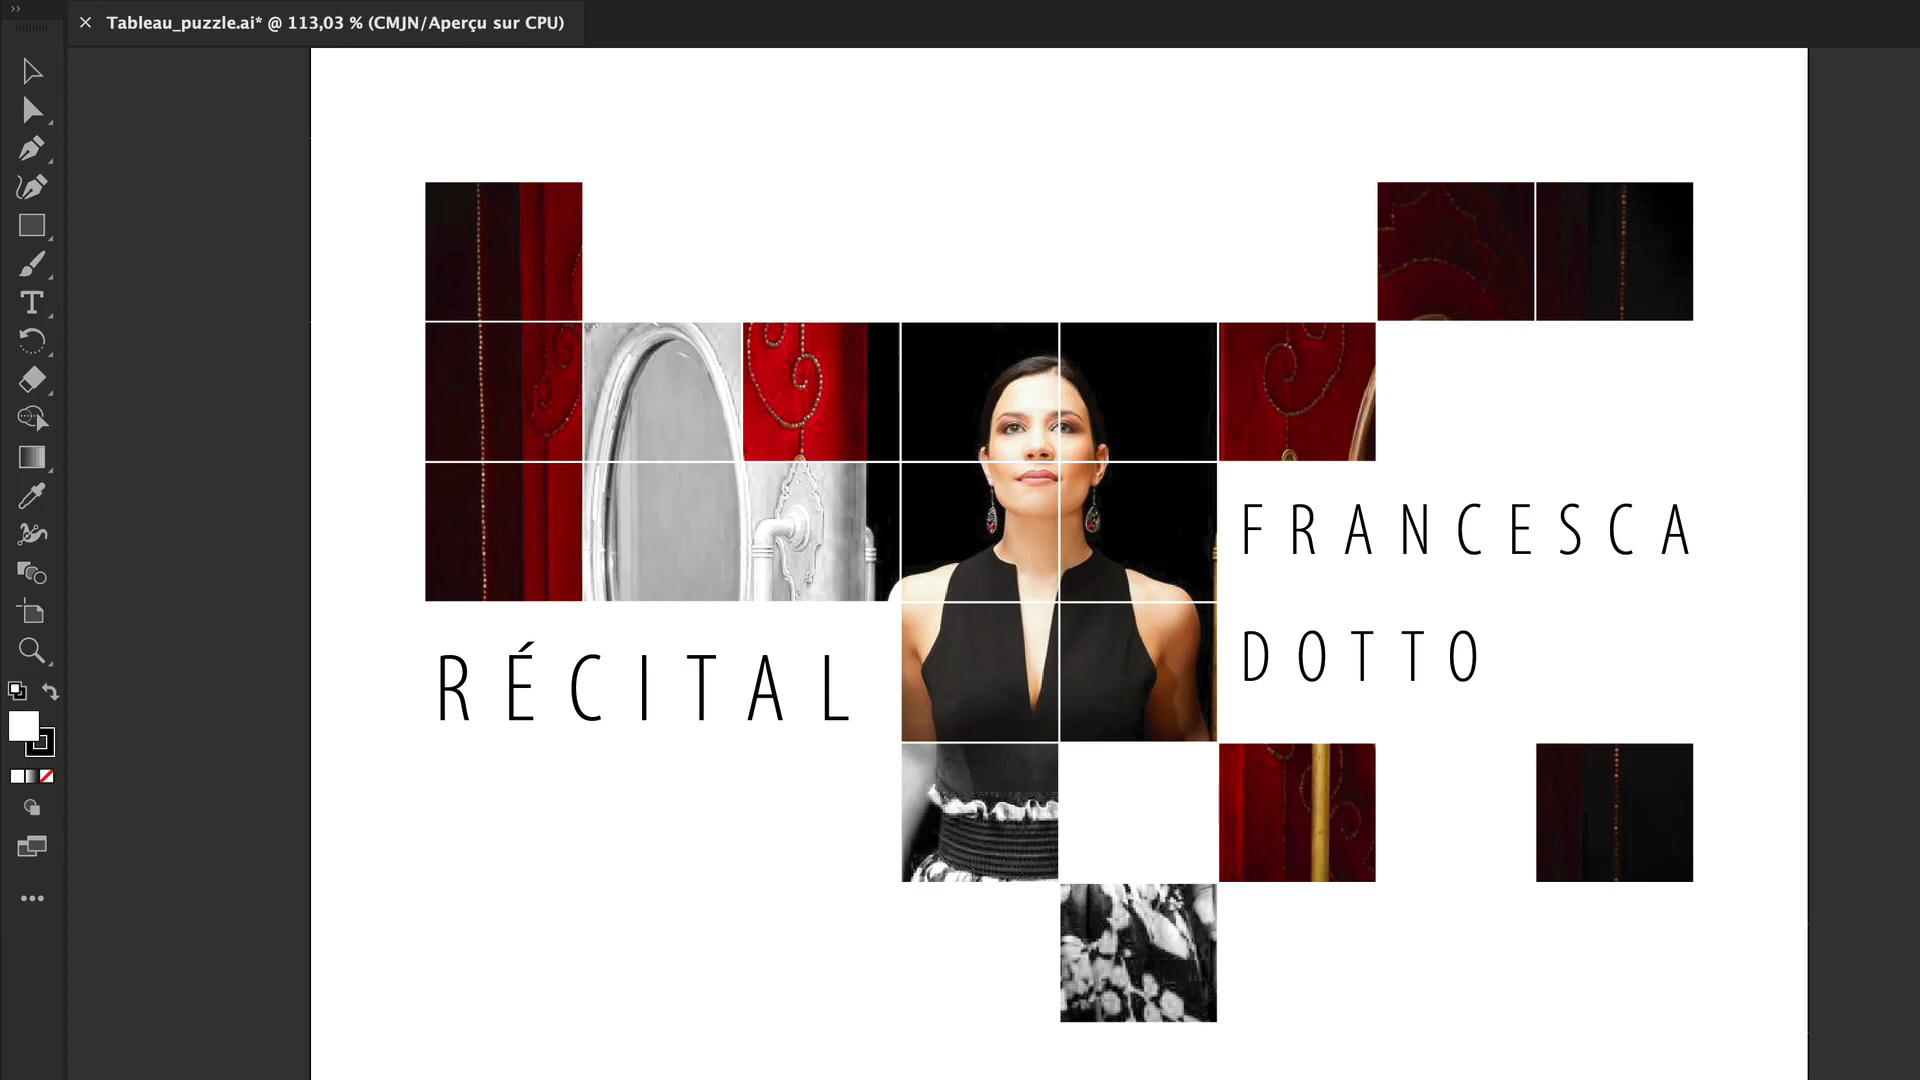 Tableau_puzzle.ai* @ 113,03 % (CMJN/Aperçu sur CPU)
FRANCESCA
DOTTO
RÉCITAL